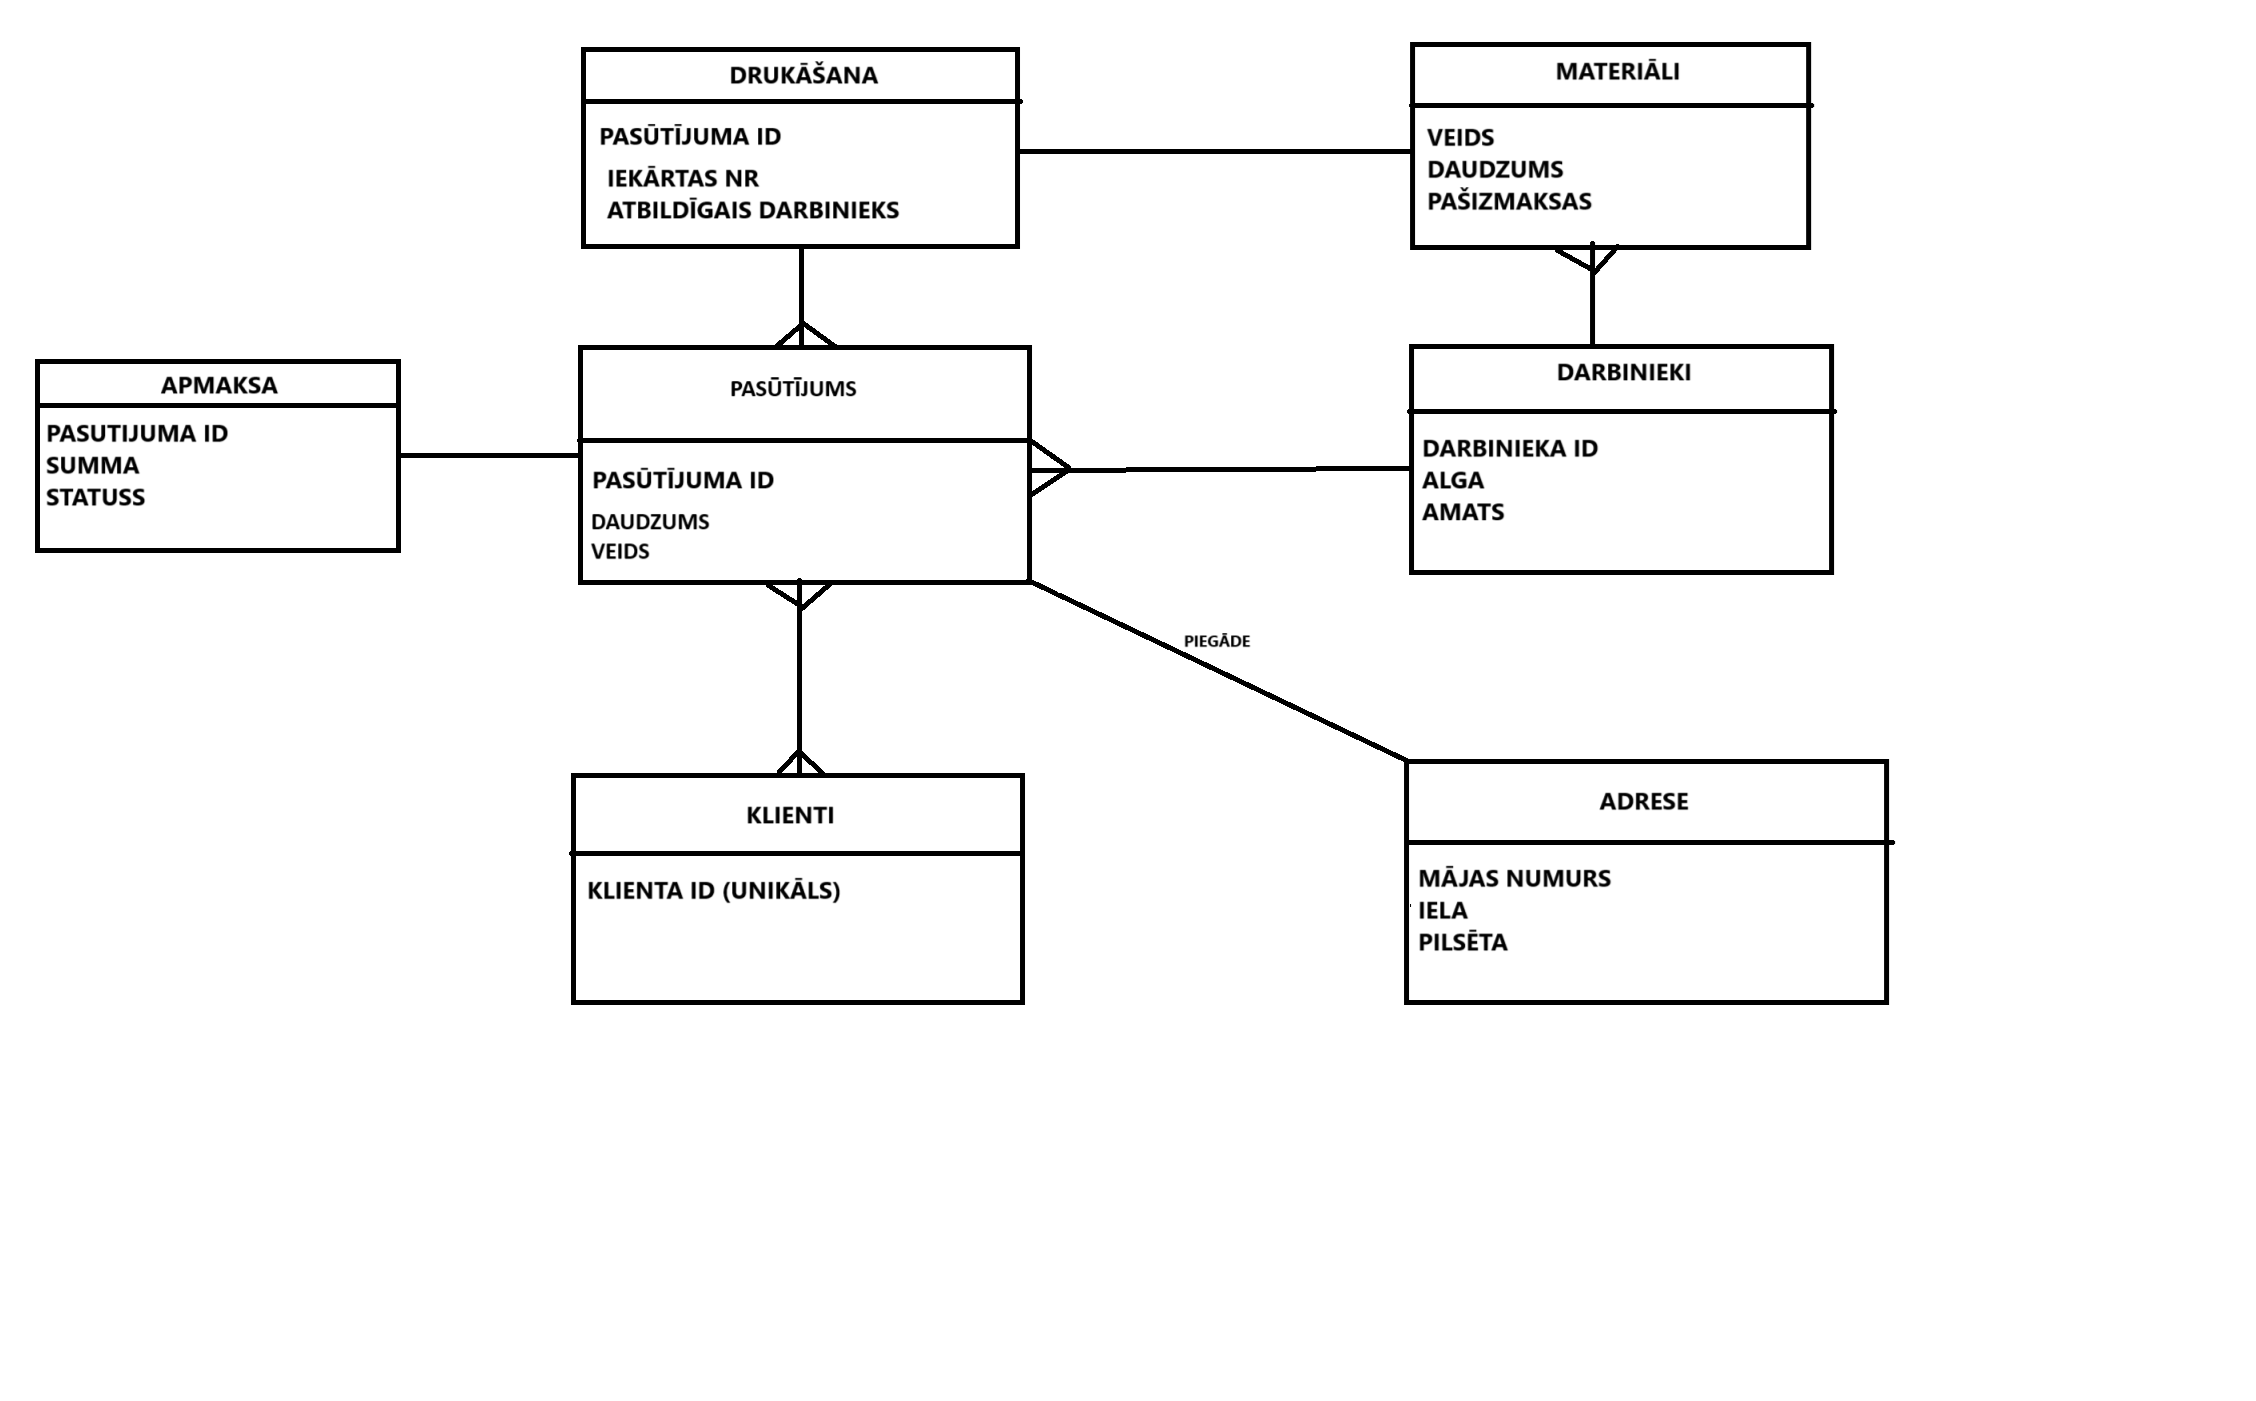 DRUKĀŠANA
PASŪTĪJUMA ID
IEKĀRTAS NR
ATBILDĪGAIS DARBINIEKS
MATERIĀLI
VEIDS
DAUDZUMS
PAŠIZMAKSAS
APMAKSA
PASUTIJUMA ID
SUMMA
STATUSS
PASŪTĪJUMS
PASŪTĪJUMA ID
DAUDZUMS
VEIDS
DARBINIEKI
DARBINIEKA ID
ALGA
AMATS
PIEGĀDE
KLIENTI
KLIENTA ID (UNIKĀLS)
ADRESE
MĀJAS NUMURS
IELA
PILSĒTA